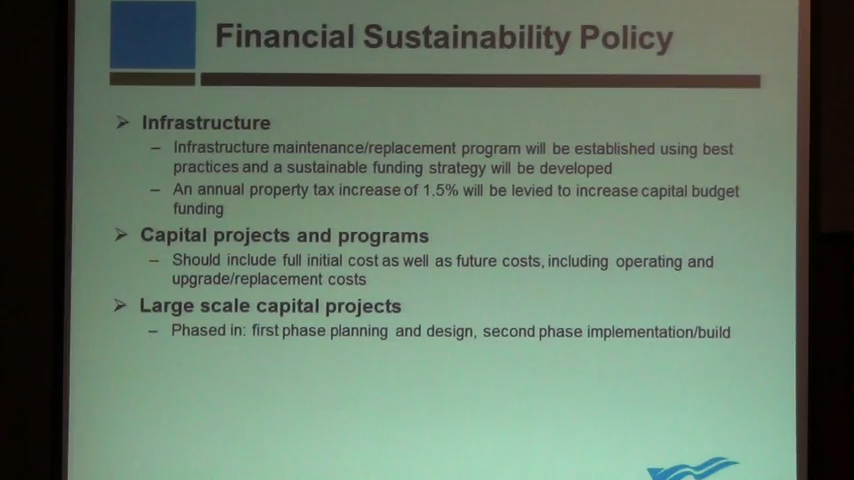 Financial Sustainability Policy
➢ Infrastructure
– Infrastructure maintenance/replacement program will be established using best
practices and a sustainable funding strategy will be developed
– An annual property tax increase of 1.5% will be levied to increase capital budget
funding
➢ Capital projects and programs
– Should include full initial cost as well as future costs, including operating and
upgrade/replacement costs
➢ Large scale capital projects
– Phased in: first phase planning and design, second phase implementation/build